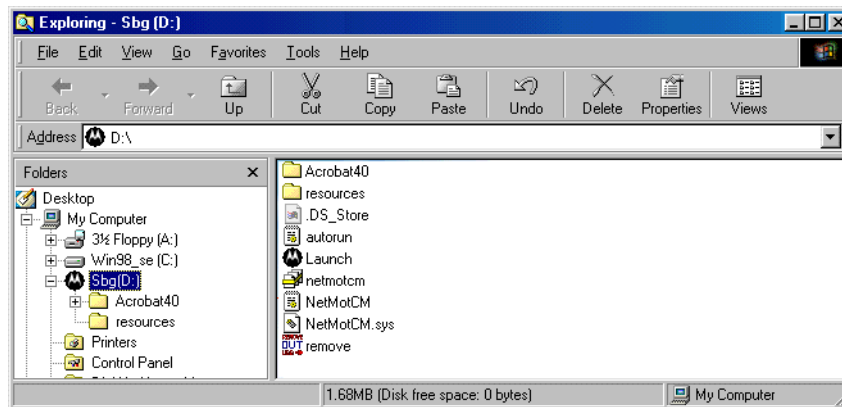 Exploring - Sbg (D:)
File Edit View Go Favorites Tools Help
Back Forward Up Cut Copy Paste Undo Delete Properties Views
Address D:\
Folders
Desktop
My Computer
3½ Floppy (A:)
Win98_se (C:)
Sbg(D:)
Acrobat40
resources
Printers
Control Panel
Acrobat40
resources
.DS_Store
autorun
Launch
netmotcm
NetMotCM
NetMotCM.sys
OUT remove
1.68MB (Disk free space: 0 bytes) My Computer